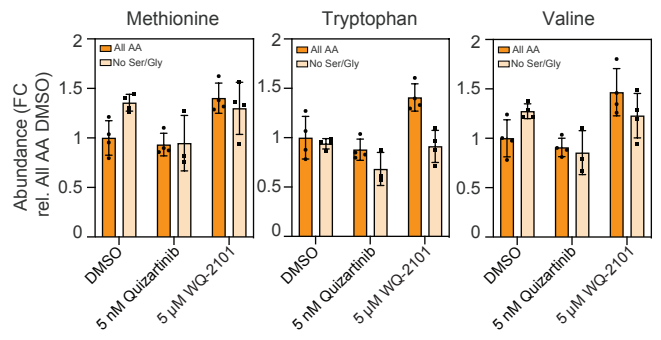 Methionine
Tryptophan
Valine
Abundance (FC
rel. All AA DMSO)
2
1.5
1
0.5
0
All AA
No Ser/Gly
DMSO
5 nM Quizartinib
5 µM WQ-2101
2
1.5
1
0.5
0
All AA
No Ser/Gly
DMSO
5 nM Quizartinib
5 µM WQ-2101
2
1.5
1
0.5
0
All AA
No Ser/Gly
DMSO
5 nM Quizartinib
5 µM WQ-2101